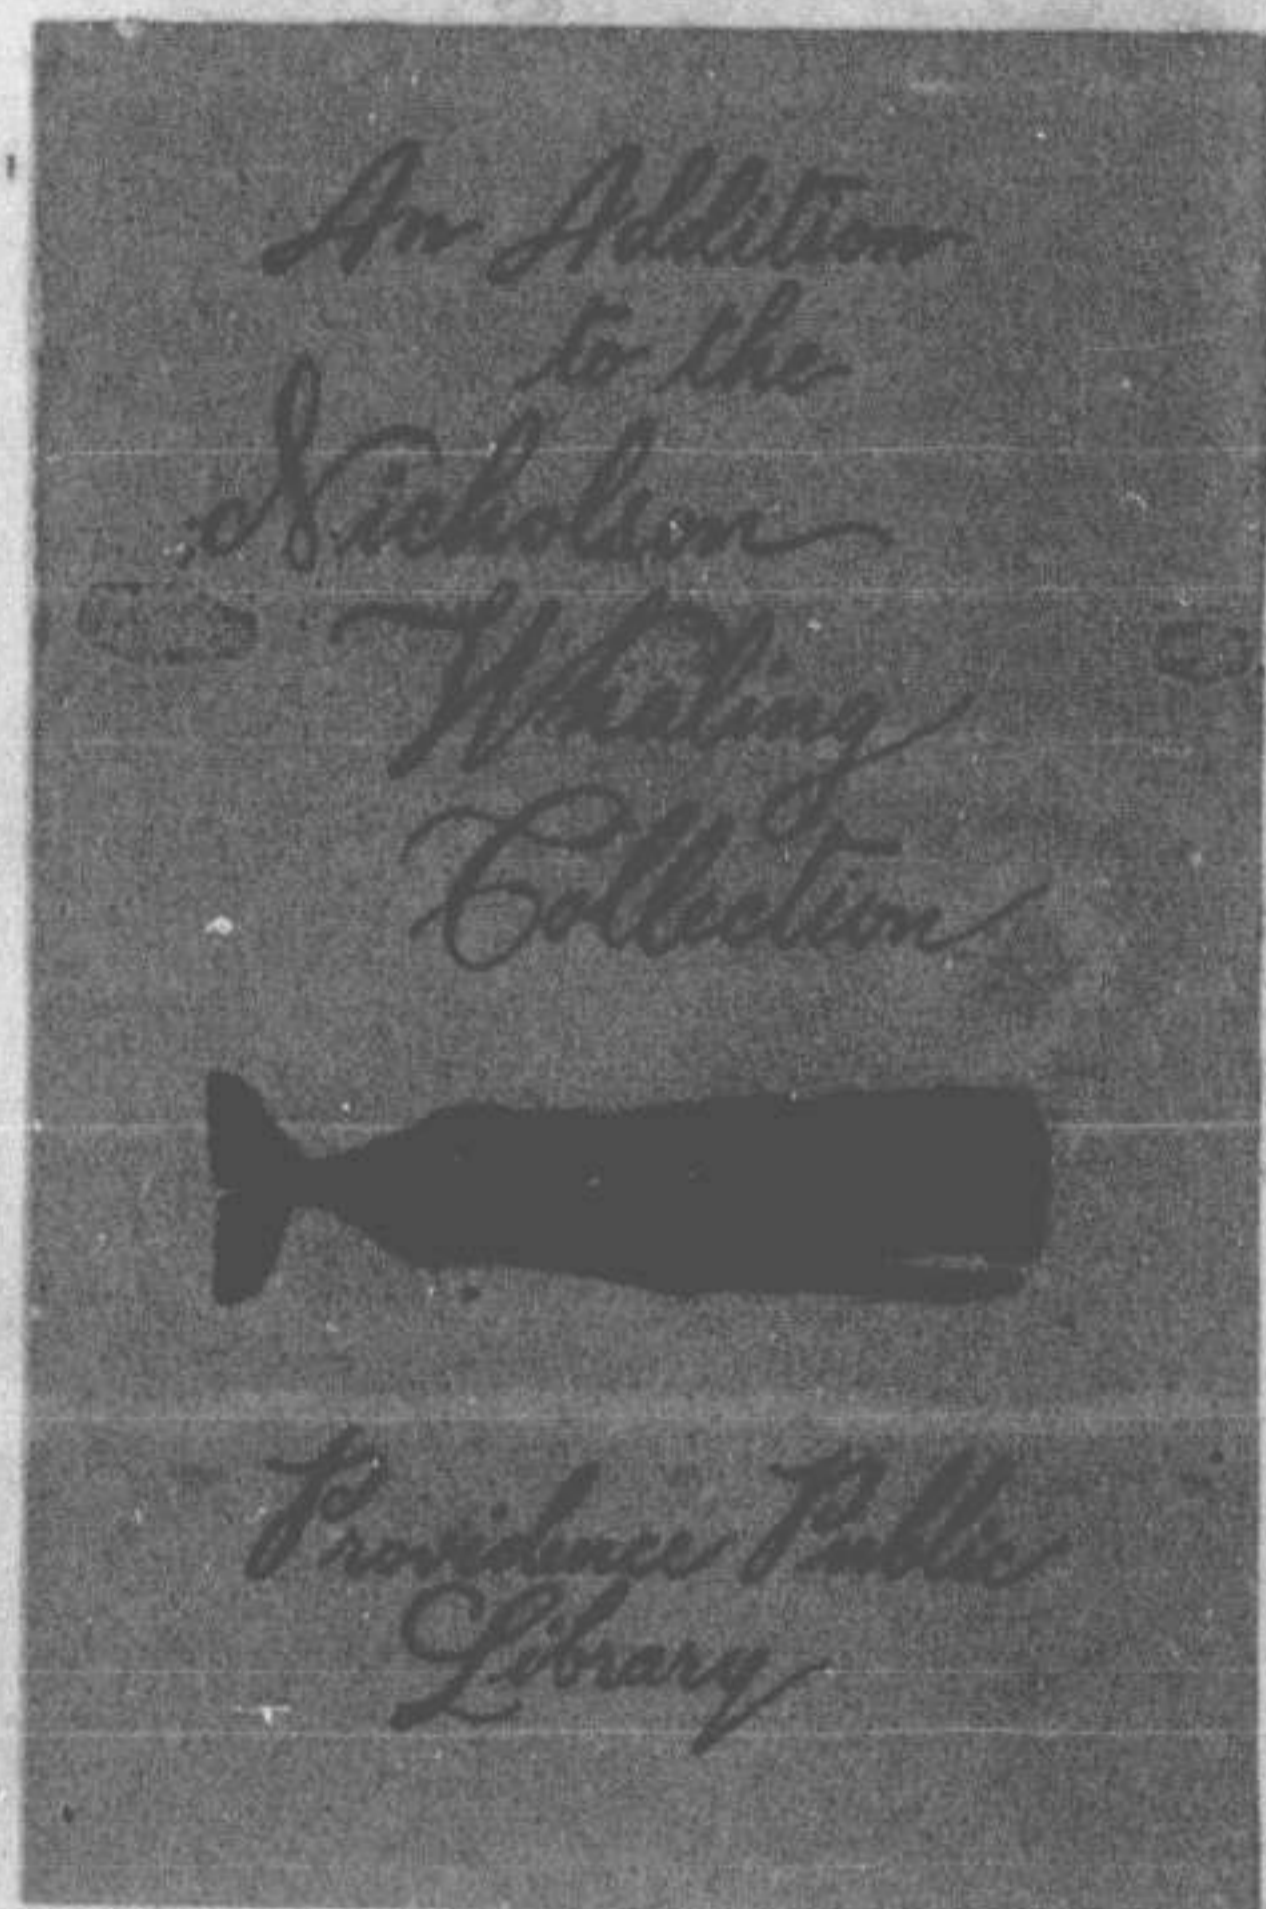 An Addition
to the
Nicholson
Whaling
Collection
Providence Public
Library